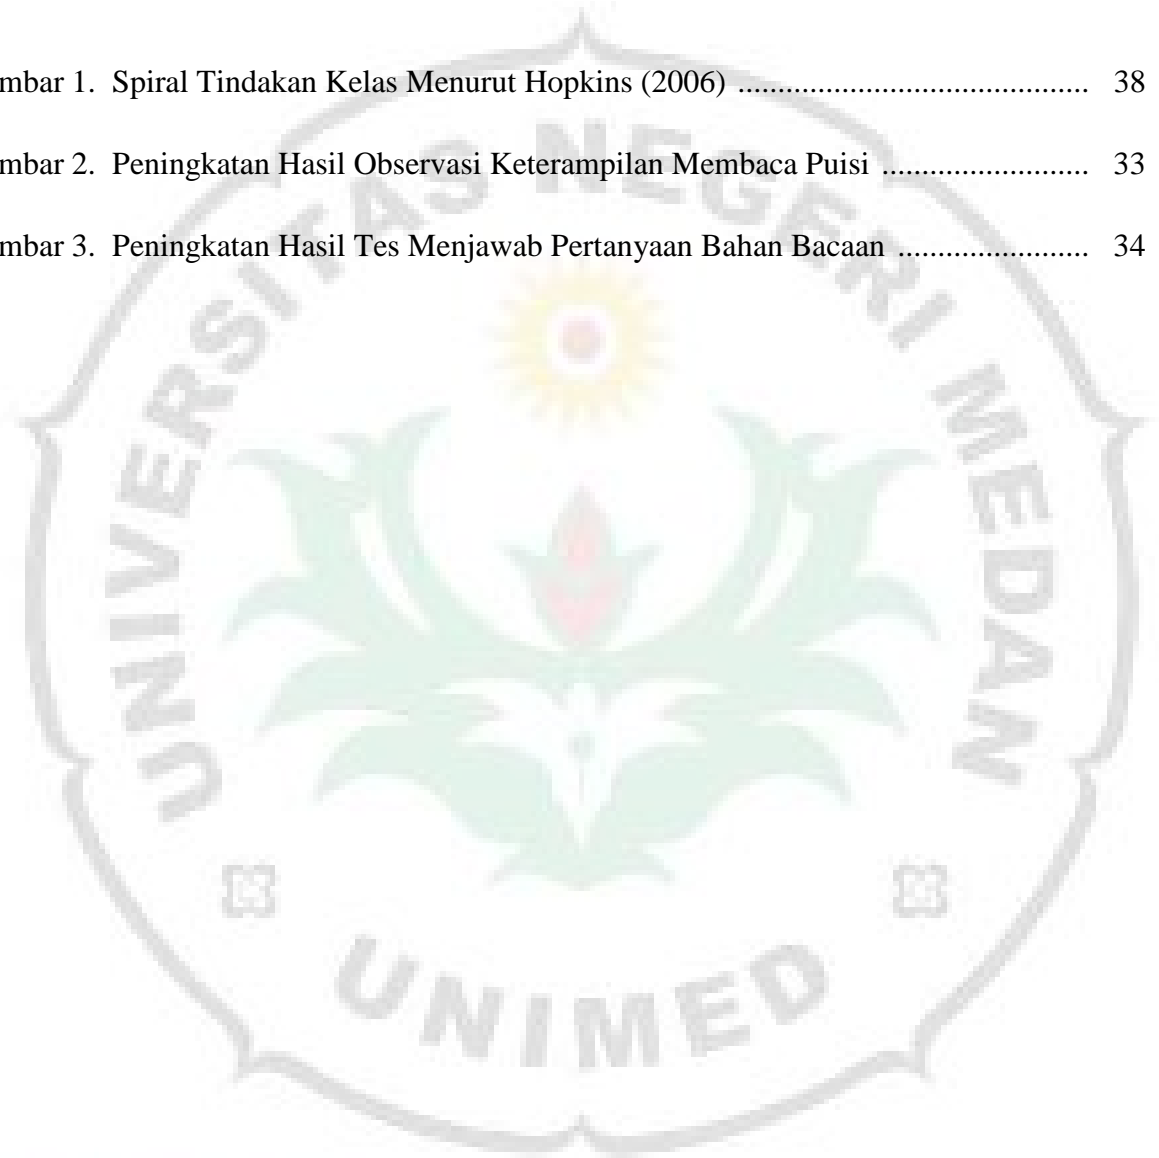 mbar 1. Spiral Tindakan Kelas Menurut Hopkins (2006) ........................................... 38
mbar 2. Peningkatan Hasil Observasi Keterampilan Membaca Puisi .......................... 33
mbar 3. Peningkatan Hasil Tes Menjawab Pertanyaan Bahan Bacaan ........................ 34
UNIVERSITAS NEGERI MEDAN
UNIMED